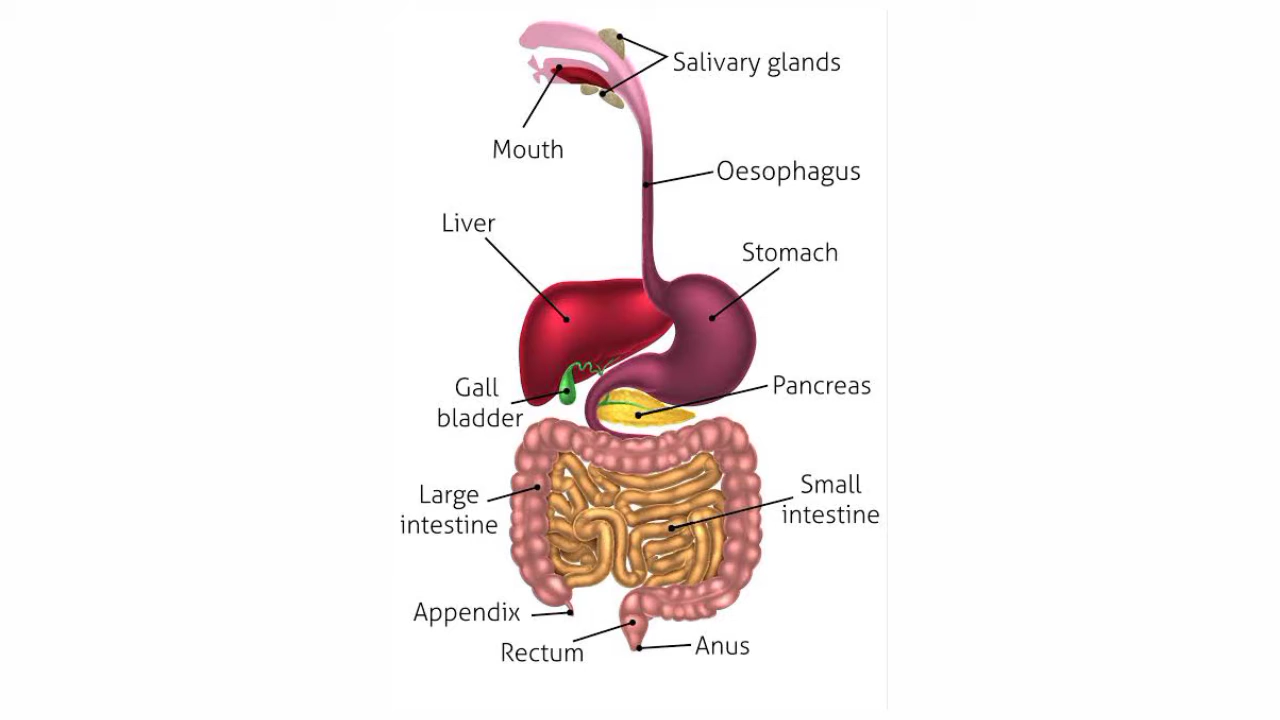 Salivary glands
Mouth
Oesophagus
Liver
Stomach
Gall
bladder
Pancreas
Large
intestine
Small
intestine
Appendix
Rectum
Anus